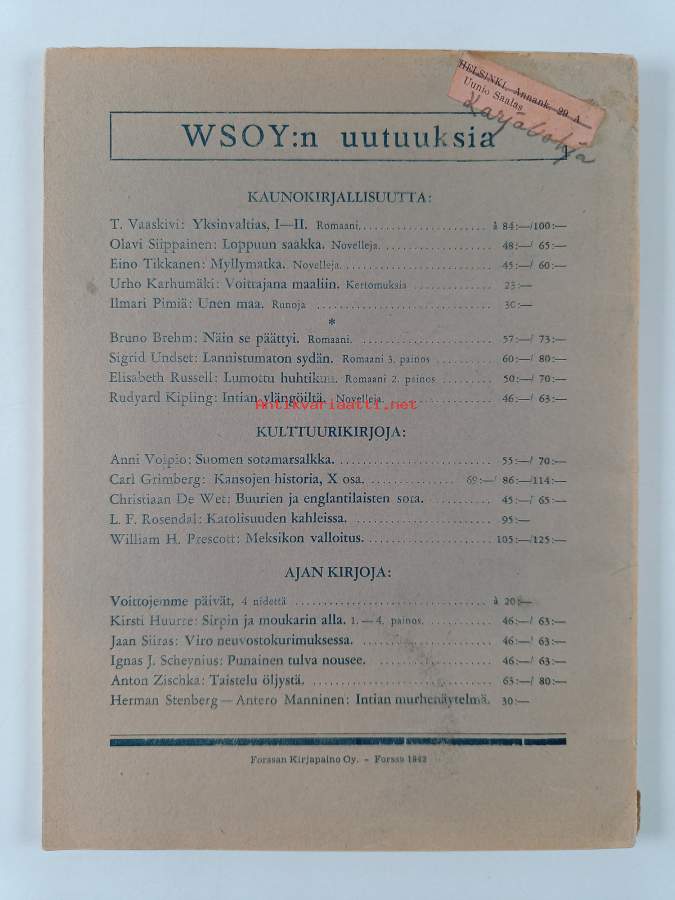 HELSINKI, Annank. 29 A
Uunio Saalas
Karjalohja
WSOY:n uutuuksia
KAUNOKIRJALLISUUTTA:
T. Vaaskivi: Yksinvaltias, I—II. Romaani. à 84:—/100:—
Olavi Siippainen: Loppuun saakka. Novelleja. 48:—/ 65:—
Eino Tikkanen: Myllymatka. Novelleja. 45:—/ 60:—
Urho Karhumäki: Voittajana maaliin. Kertomuksia 25:—
Ilmari Pimiä: Unen maa. Runoja 30:—
*
Bruno Brehm: Näin se päättyi. Romaani. 57:—/ 73:—
Sigrid Undset: Lannistumaton sydän. Romaani 3. painos 60:—/ 80:—
Elisabeth Russell: Lumottu huhtikuu. Romaani 2. painos 50:—/ 70:—
Rudyard Kipling: Intian ylängöiltä. Novelleja. 46:—/ 63:—
Antikvariaatti.net
KULTTUURIKIRJOJA:
Anni Voipio: Suomen sotamarsalkka. 55:—/ 70:—
Carl Grimberg: Kansojen historia, X osa. 69:—/ 86:—/114:—
Christiaan De Wet: Buurien ja englantilaisten sota. 45:—/ 65:—
L. F. Rosendal: Katolisuuden kahleissa. 95:—
William H. Prescott: Meksikon valloitus. 105:—/125:—
AJAN KIRJOJA:
Voittojemme päivät, 4 nidettä à 20:—
Kirsti Huurre: Sirpin ja moukarin alla. 1.—4. painos. 46:—/ 63:—
Jaan Siiras: Viro neuvostokurimuksessa. 46:—/ 63:—
Ignas J. Scheynius: Punainen tulva nousee. 46:—/ 63:—
Anton Zischka: Taistelu öljystä. 63:—/ 80:—
Herman Stenberg — Antero Manninen: Intian murhenäytelmä. 30:—
Forssan Kirjapaino Oy. - Forssa 1942